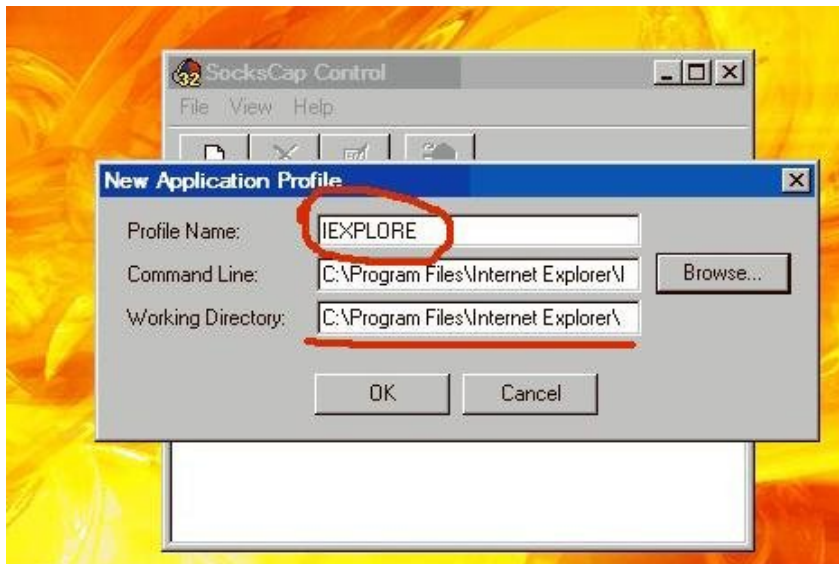 32 SocksCap Control
File View Help
New Application Profile
Profile Name: IEXPLORE
Command Line: C:\Program Files\Internet Explorer\I Browse...
Working Directory: C:\Program Files\Internet Explorer\
OK Cancel